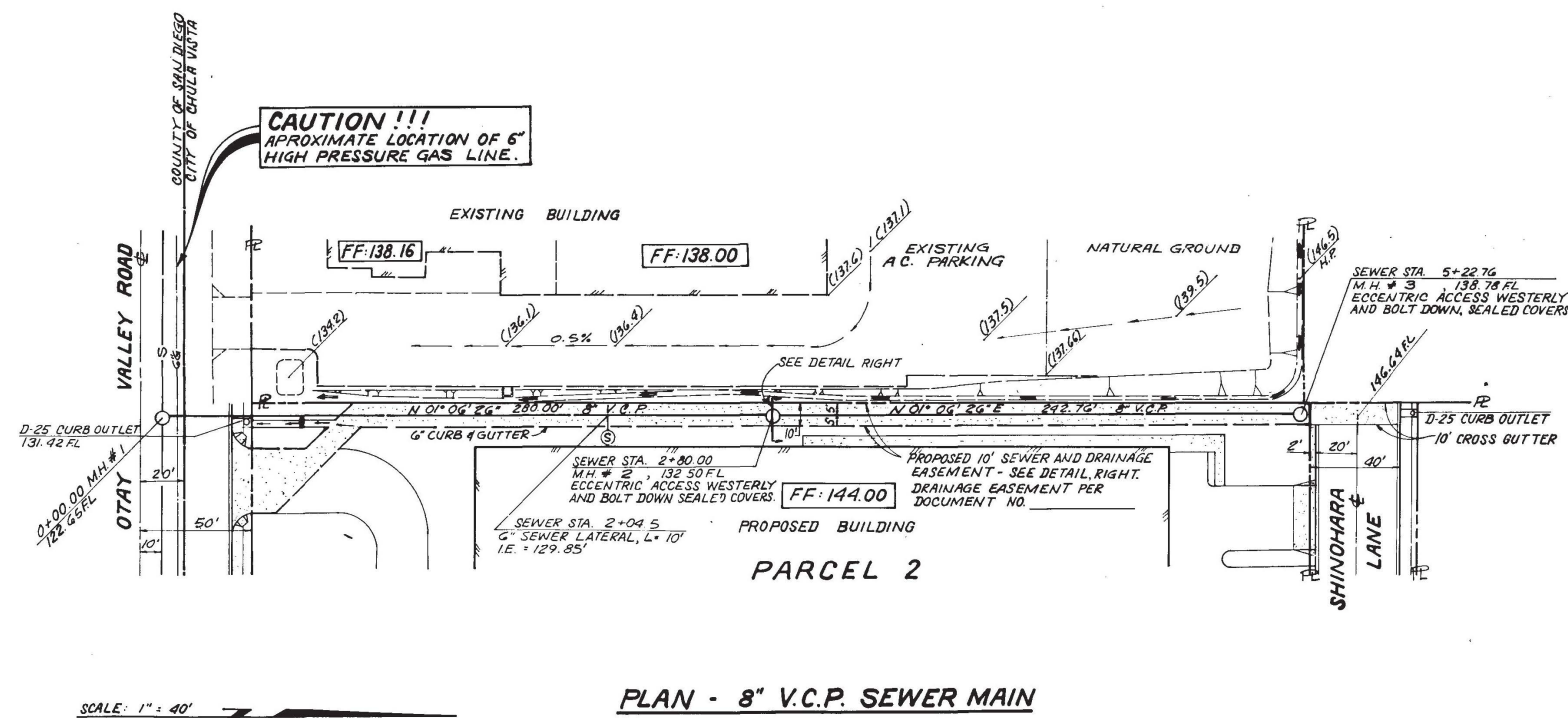 COUNTY OF SAN DIEGO
CITY OF CHULA VISTA
CAUTION !!!
APROXIMATE LOCATION OF 6"
HIGH PRESSURE GAS LINE.
EXISTING BUILDING
FF:138.16
FF:138.00
(137.6)
(137.1)
EXISTING
A.C. PARKING
NATURAL GROUND
(146.5)
H.P.
SEWER STA. 5+22.76
M.H. # 3 , 138.78 FL
ECCENTRIC ACCESS WESTERLY
AND BOLT DOWN, SEALED COVERS
OTAY VALLEY ROAD
S
6"G
(134.2)
(136.1)
0.5%
(136.4)
(137.5)
(139.5)
(137.66)
SEE DETAIL RIGHT
146.64 FL
N 01° 06' 26" 280.00' 8" V.C.P.
N 01° 06' 26" E 242.76' 8" V.C.P.
5' 5'
10'
D-25 CURB OUTLET
131.42 FL
6" CURB & GUTTER
S
D-25 CURB OUTLET
10' CROSS GUTTER
2'
20'
40'
0+00.00 M.H. # 1
122.65 FL
20'
50'
10'
SEWER STA. 2+80.00
M.H. # 2 , 132.50 FL
ECCENTRIC ACCESS WESTERLY
AND BOLT DOWN SEALED COVERS.
FF: 144.00
PROPOSED 10' SEWER AND DRAINAGE
EASEMENT - SEE DETAIL, RIGHT.
DRAINAGE EASEMENT PER
DOCUMENT NO.
SEWER STA. 2+04.5
6" SEWER LATERAL, L= 10'
I.E. = 129.85'
PROPOSED BUILDING
PARCEL 2
SHINOHARA
LANE
SCALE: 1" = 40'
PLAN - 8" V.C.P. SEWER MAIN